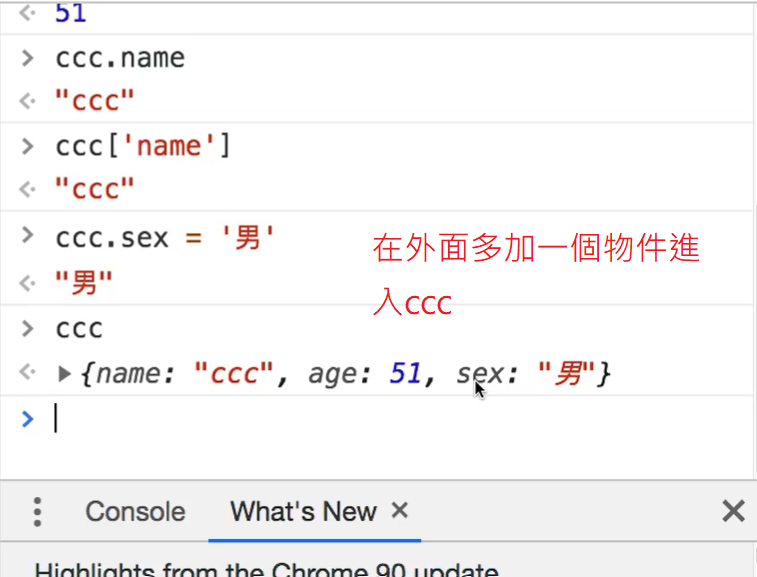 51
ccc.name
"ccc"
ccc['name']
"ccc"
ccc.sex = '男'
"男"
在外面多加一個物件進
入ccc
ccc
{name: "ccc", age: 51, sex: "男"}
Console
What's New
Highlights from the Chrome 90 update